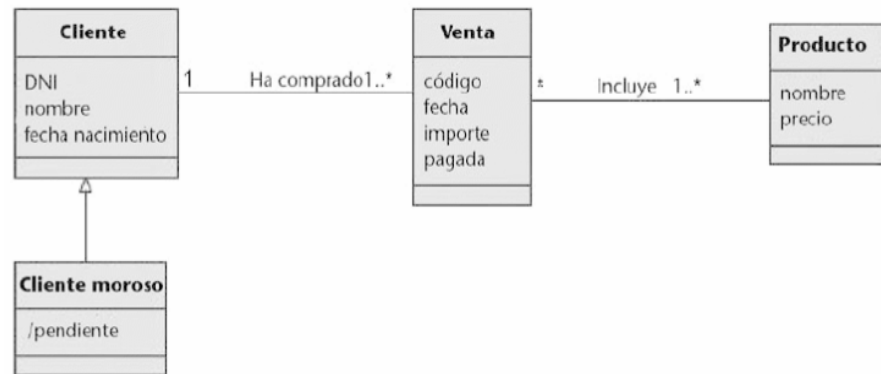 Cliente
DNI
nombre
fecha nacimiento
1 Ha comprado1..*
Venta
código
fecha
importe
pagada
* Incluye 1..*
Producto
nombre
precio
Cliente moroso
/pendiente